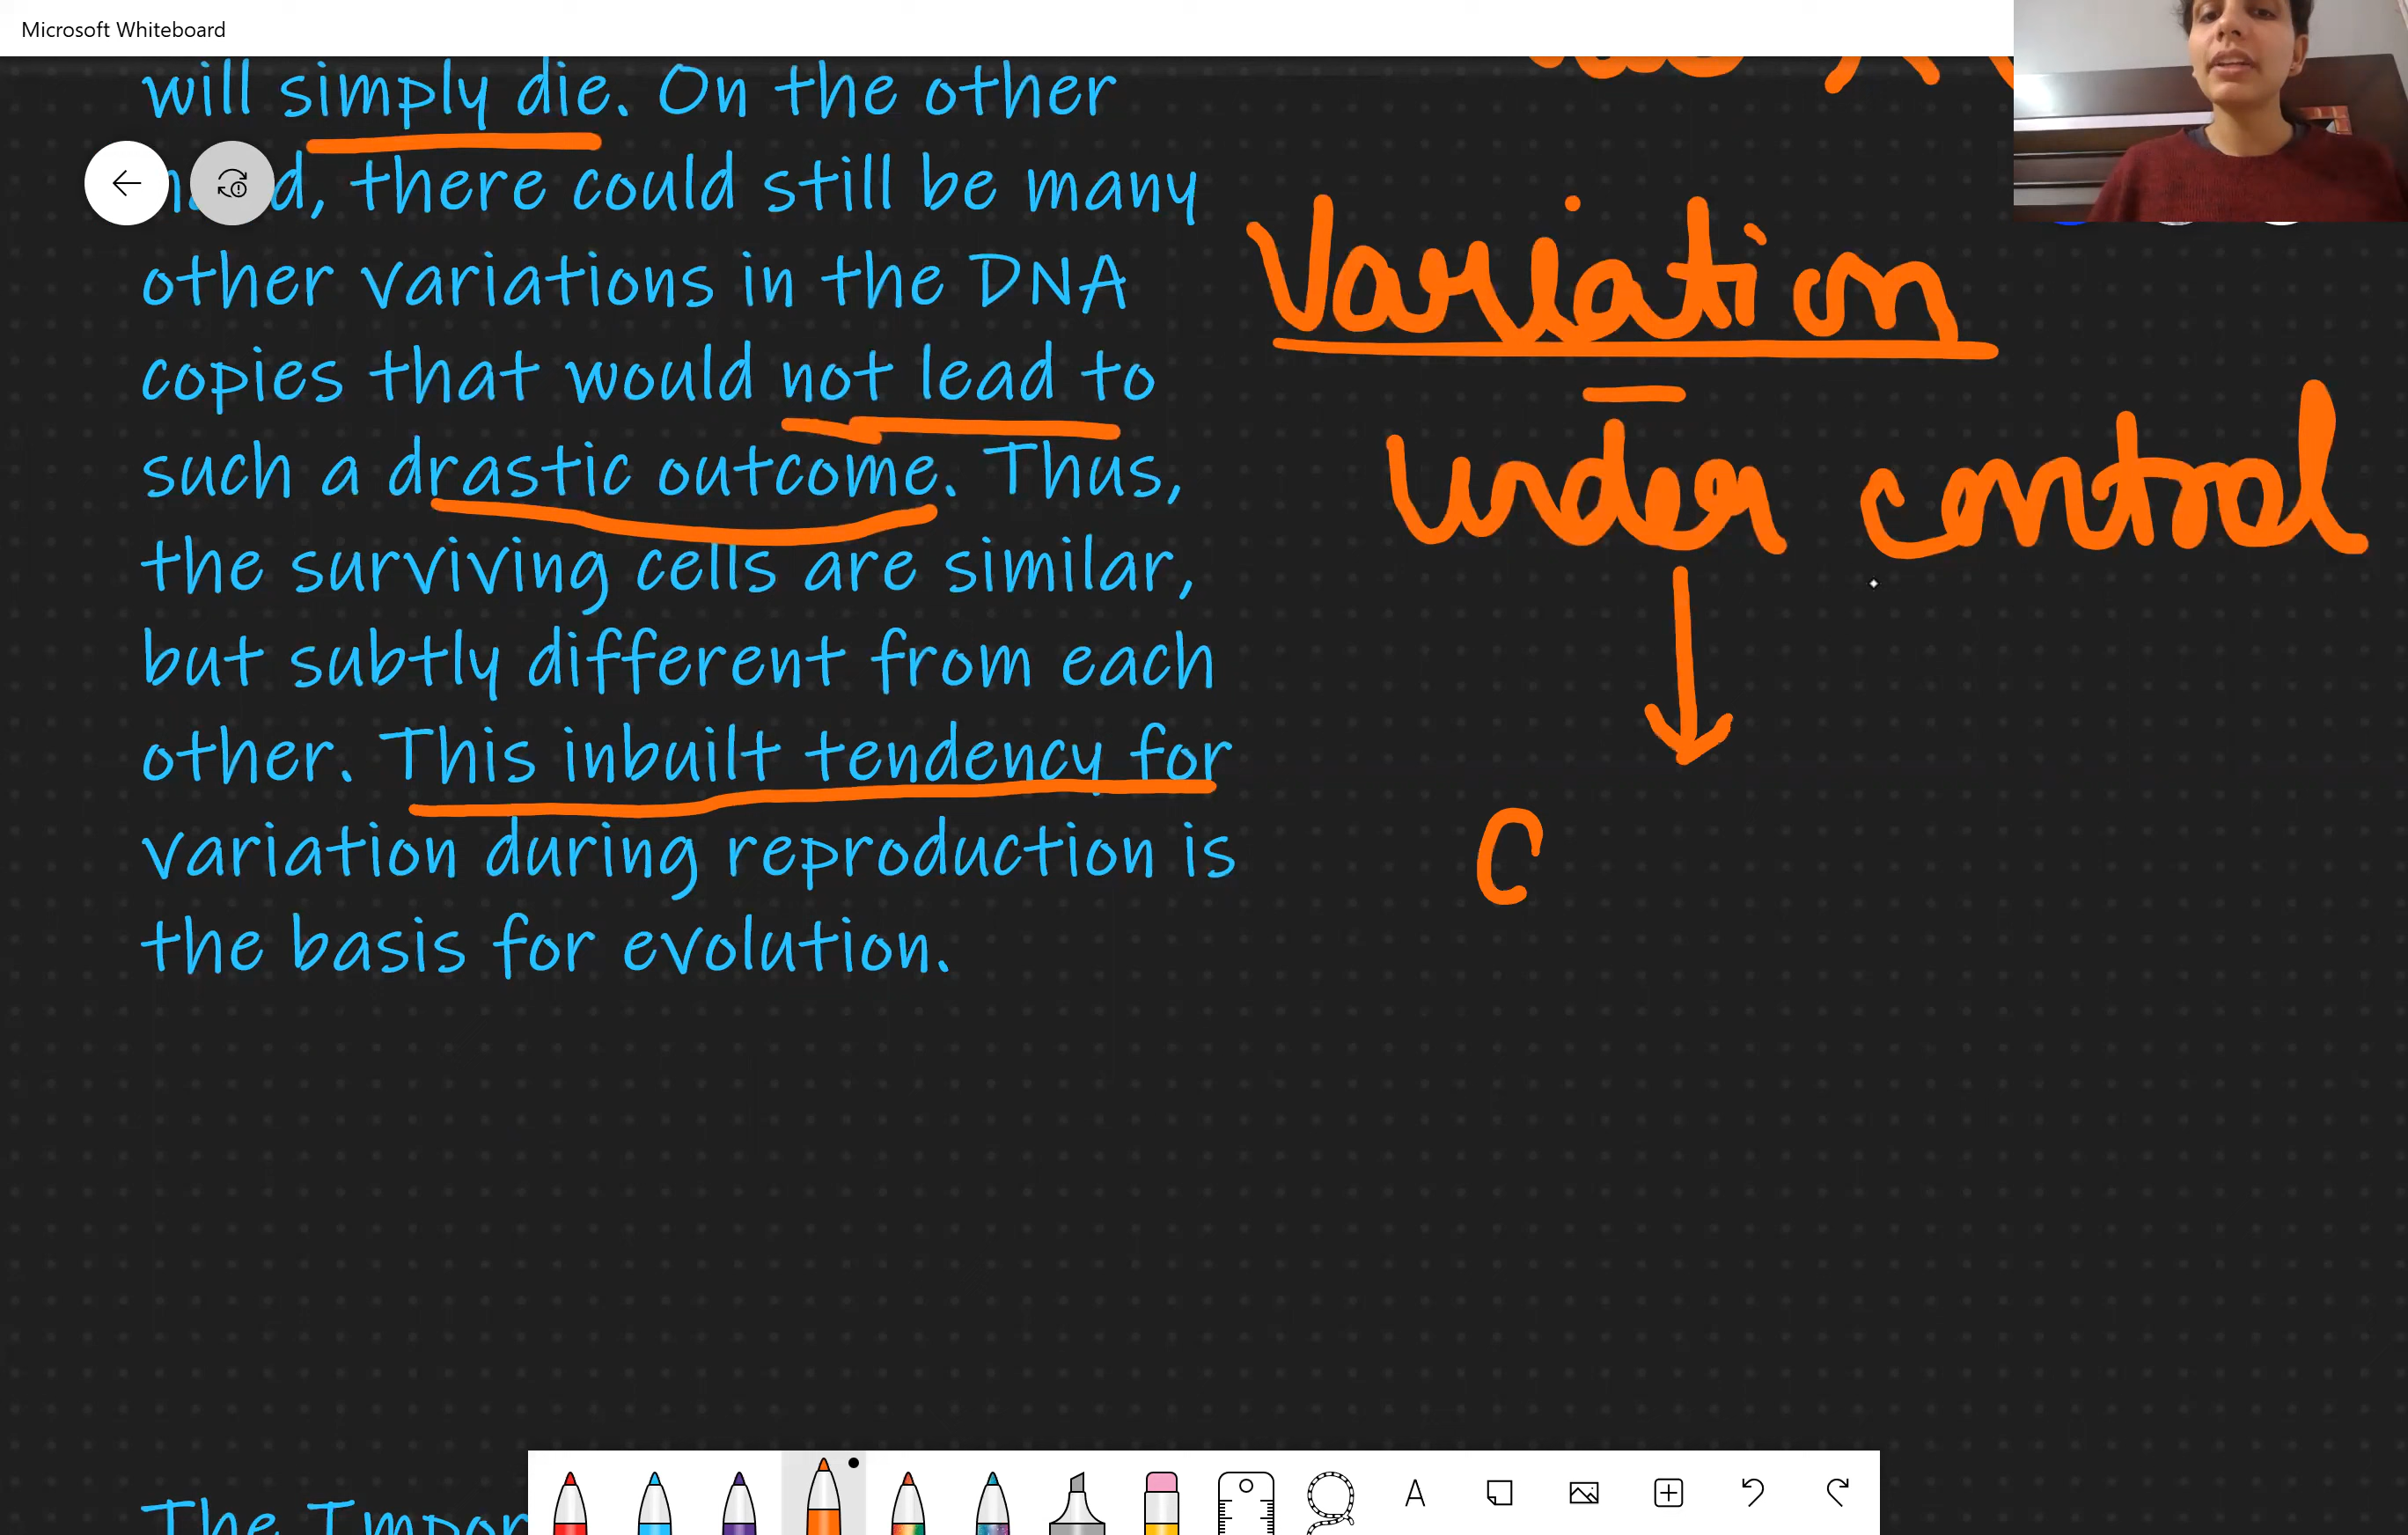 Microsoft Whiteboard
will simply die. On the other
d, there could still be many
other variations in the DNA
copies that would not lead to
such a drastic outcome. Thus,
the surviving cells are similar,
but subtly different from each
other. This inbuilt tendency for
variation during reproduction is
the basis for evolution.
Variation
under control
C
The Impor